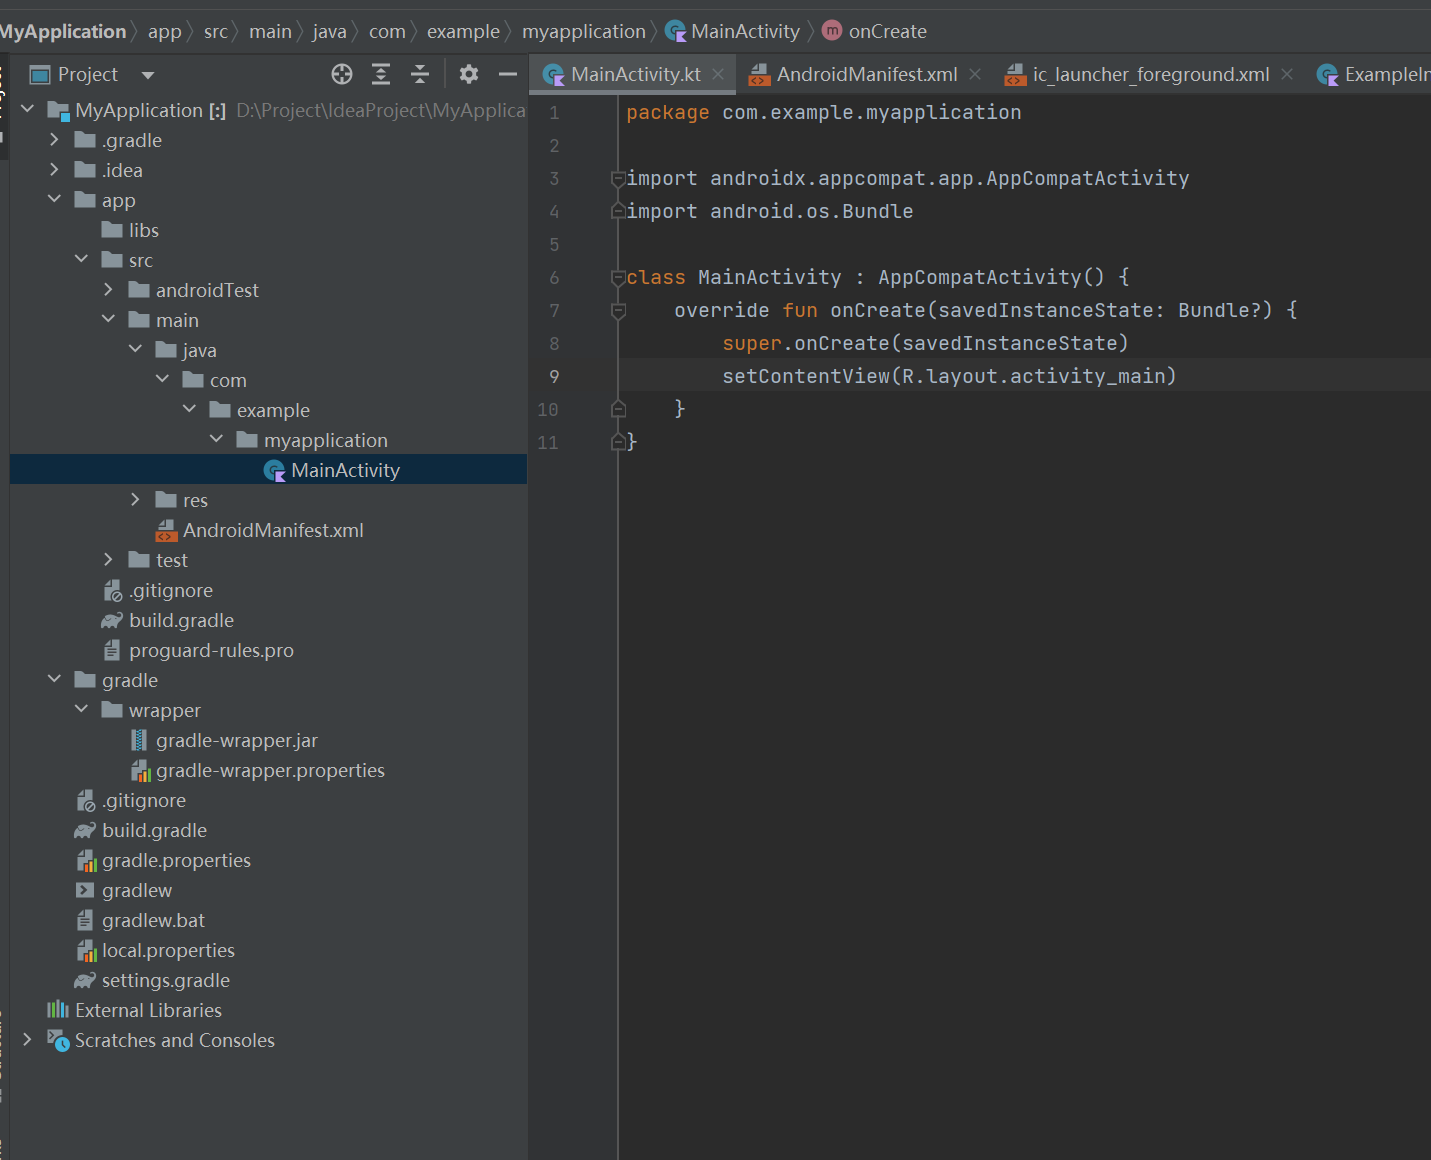 MyApplication app src main java com example myapplication MainActivity m onCreate
Project
MainActivity.kt AndroidManifest.xml ic_launcher_foreground.xml ExampleIn
MyApplication [:] D:\Project\IdeaProject\MyApplica
.gradle
.idea
app
libs
src
androidTest
main
java
com
example
myapplication
MainActivity
res
AndroidManifest.xml
test
.gitignore
build.gradle
proguard-rules.pro
gradle
wrapper
gradle-wrapper.jar
gradle-wrapper.properties
.gitignore
build.gradle
gradle.properties
gradlew
gradlew.bat
local.properties
settings.gradle
External Libraries
Scratches and Consoles
1 package com.example.myapplication
2
3 import androidx.appcompat.app.AppCompatActivity
4 import android.os.Bundle
5
6 class MainActivity : AppCompatActivity() {
7 override fun onCreate(savedInstanceState: Bundle?) {
8 super.onCreate(savedInstanceState)
9 setContentView(R.layout.activity_main)
10 }
11 }